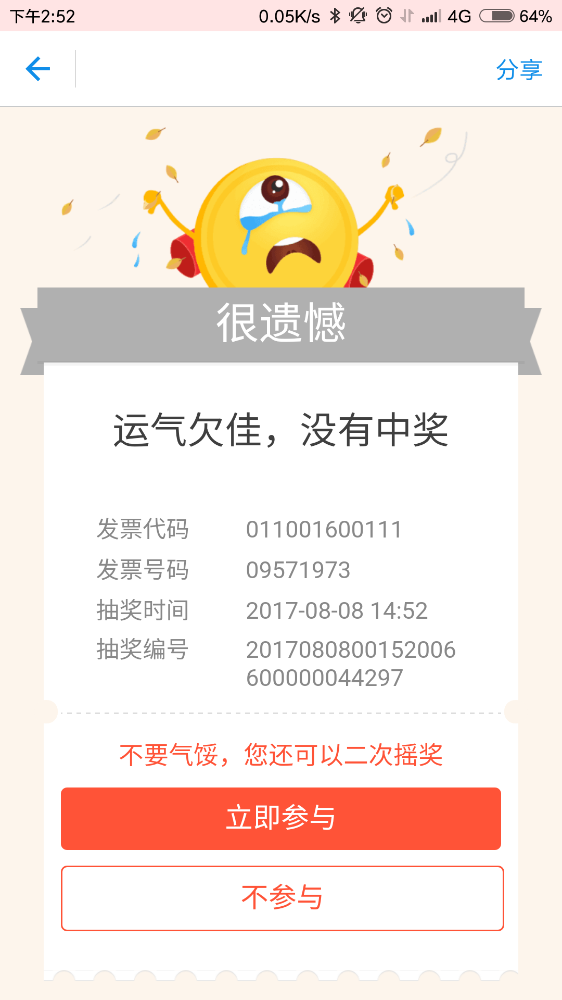 下午2:52 0.05K/s 4G 64%
分享
很遗憾
运气欠佳，没有中奖
发票代码 011001600111
发票号码 09571973
抽奖时间 2017-08-08 14:52
抽奖编号 2017080800152006
600000044297
不要气馁，您还可以二次摇奖
立即参与
不参与